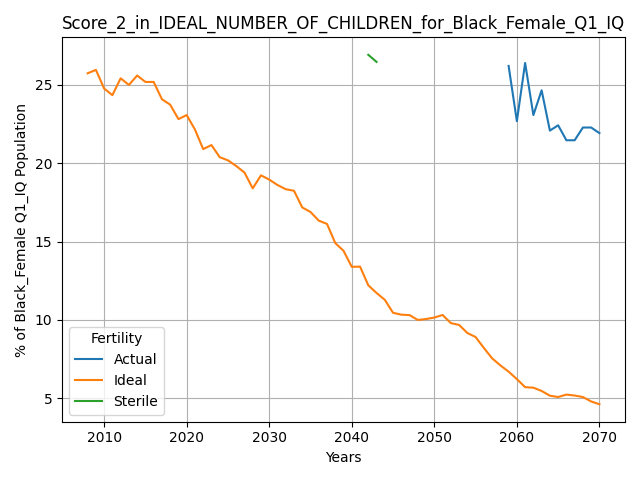 Score_2_in_IDEAL_NUMBER_OF_CHILDREN_for_Black_Female_Q1_IQ
% of Black_Female Q1_IQ Population
25
20
15
10
5
Fertility
Actual
Ideal
Sterile
2010 2020 2030 2040 2050 2060 2070
Years